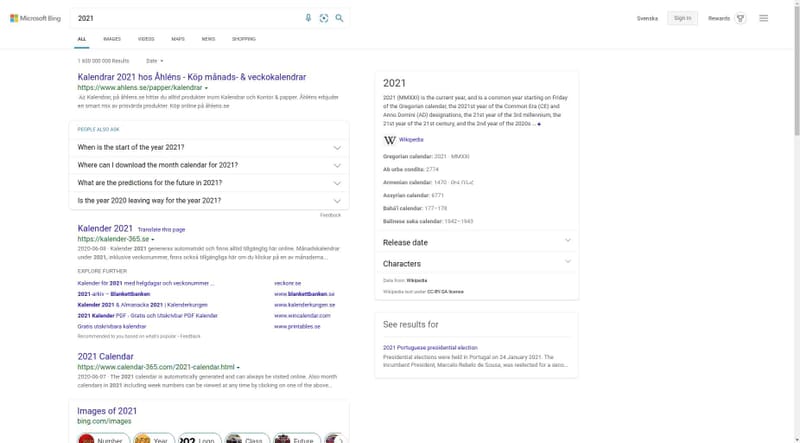 Microsoft Bing
2021
Svenska
Sign in
Rewards
ALL
IMAGES
VIDEOS
MAPS
NEWS
SHOPPING
1 630 000 000 Results
Date
Kalendrar 2021 hos Åhléns - Köp månads- & veckokalendrar
https://www.ahlens.se/papper/kalendrar
Ad Kalendrar, på åhlens.se hittar du alltid produkter inom Kalendrar och Kontor & papper. Åhléns erbjuder
en smart mix av prisvärda produkter. Köp online på åhlens.se
PEOPLE ALSO ASK
When is the start of the year 2021?
Where can I download the month calendar for 2021?
What are the predictions for the future in 2021?
Is the year 2020 leaving way for the year 2021?
Feedback
Kalender 2021 Translate this page
https://kalender-365.se
2020-06-08 · Kalender 2021 genereras automatiskt och finns alltid tillgänglig här online. Månadskalendrar
under 2021, inklusive veckonummer, finns också tillgängliga här om du klickar på en av månaderna...
EXPLORE FURTHER
Kalender för 2021 med helgdagar och veckonummer ...
veckonr.se
2021-arkiv – Blankettbanken
www.blankettbanken.se
Kalender 2021 & Almanacka 2021 | Kalenderkungen
www.kalenderkungen.se
2021 Kalender PDF - Gratis och Utskrivbar PDF Kalender
www.wincalendar.com
Gratis utskrivbara kalendrar
www.printables.se
Recommended to you based on what's popular • Feedback
2021 Calendar
https://www.calendar-365.com/2021-calendar.html
2020-06-07 · The 2021 calendar is automatically generated and can always be visited online. Also month
calendars in 2021 including week numbers can be viewed at any time by clicking on one of the above...
Images of 2021
bing.com/images
Number
Year
Logo
Class
Future
2021
2021 (MMXXI) is the current year, and is a common year starting on Friday
of the Gregorian calendar, the 2021st year of the Common Era (CE) and
Anno Domini (AD) designations, the 21st year of the 3rd millennium, the
21st year of the 21st century, and the 2nd year of the 2020s ...
W Wikipedia
Gregorian calendar: 2021 · MMXXI
Ab urbe condita: 2774
Armenian calendar: 1470
Assyrian calendar: 6771
Bahá'í calendar: 177–178
Balinese saka calendar: 1942–1943
Release date
Characters
Data from: Wikipedia
Wikipedia text under CC-BY-SA license
See results for
2021 Portuguese presidential election
Presidential elections were held in Portugal on 24 January 2021. The
incumbent President, Marcelo Rebelo de Sousa, was reelected for a seco...